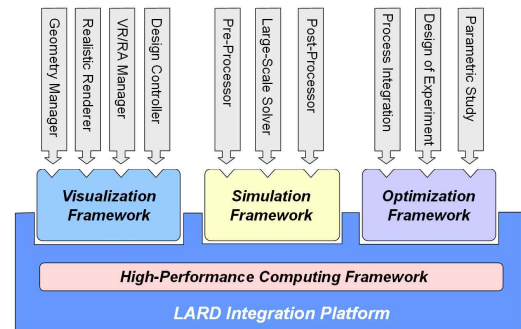 Geometry Manager
Realistic Renderer
VR/RA Manager
Design Controller
Pre-Processor
Large-Scale Solver
Post-Processor
Process Integration
Design of Experiment
Parametric Study
Visualization
Framework
Simulation
Framework
Optimization
Framework
High-Performance Computing Framework
LARD Integration Platform